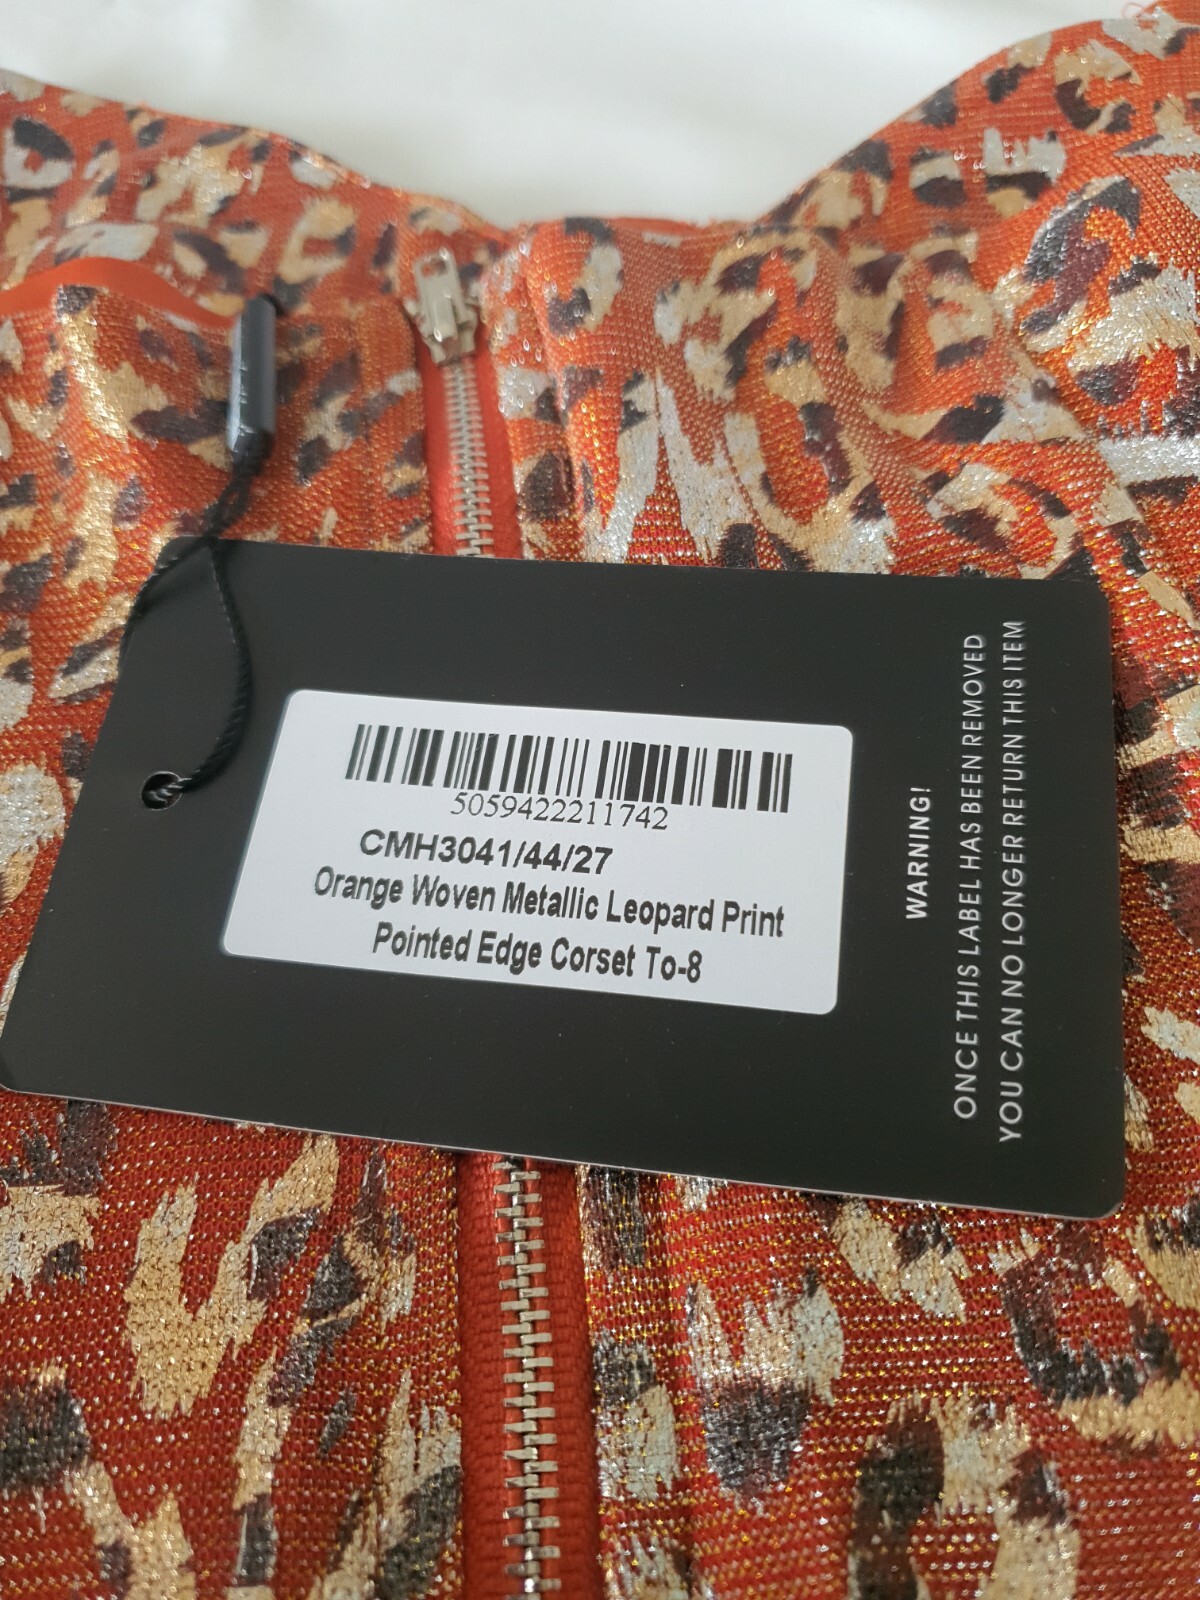 5059422211742
CMH3041/44/27
Orange Woven Metallic Leopard Print
Pointed Edge Corset To-8
WARNING!
ONCE THIS LABEL HAS BEEN REMOVED
YOU CAN NO LONGER RETURN THIS ITEM